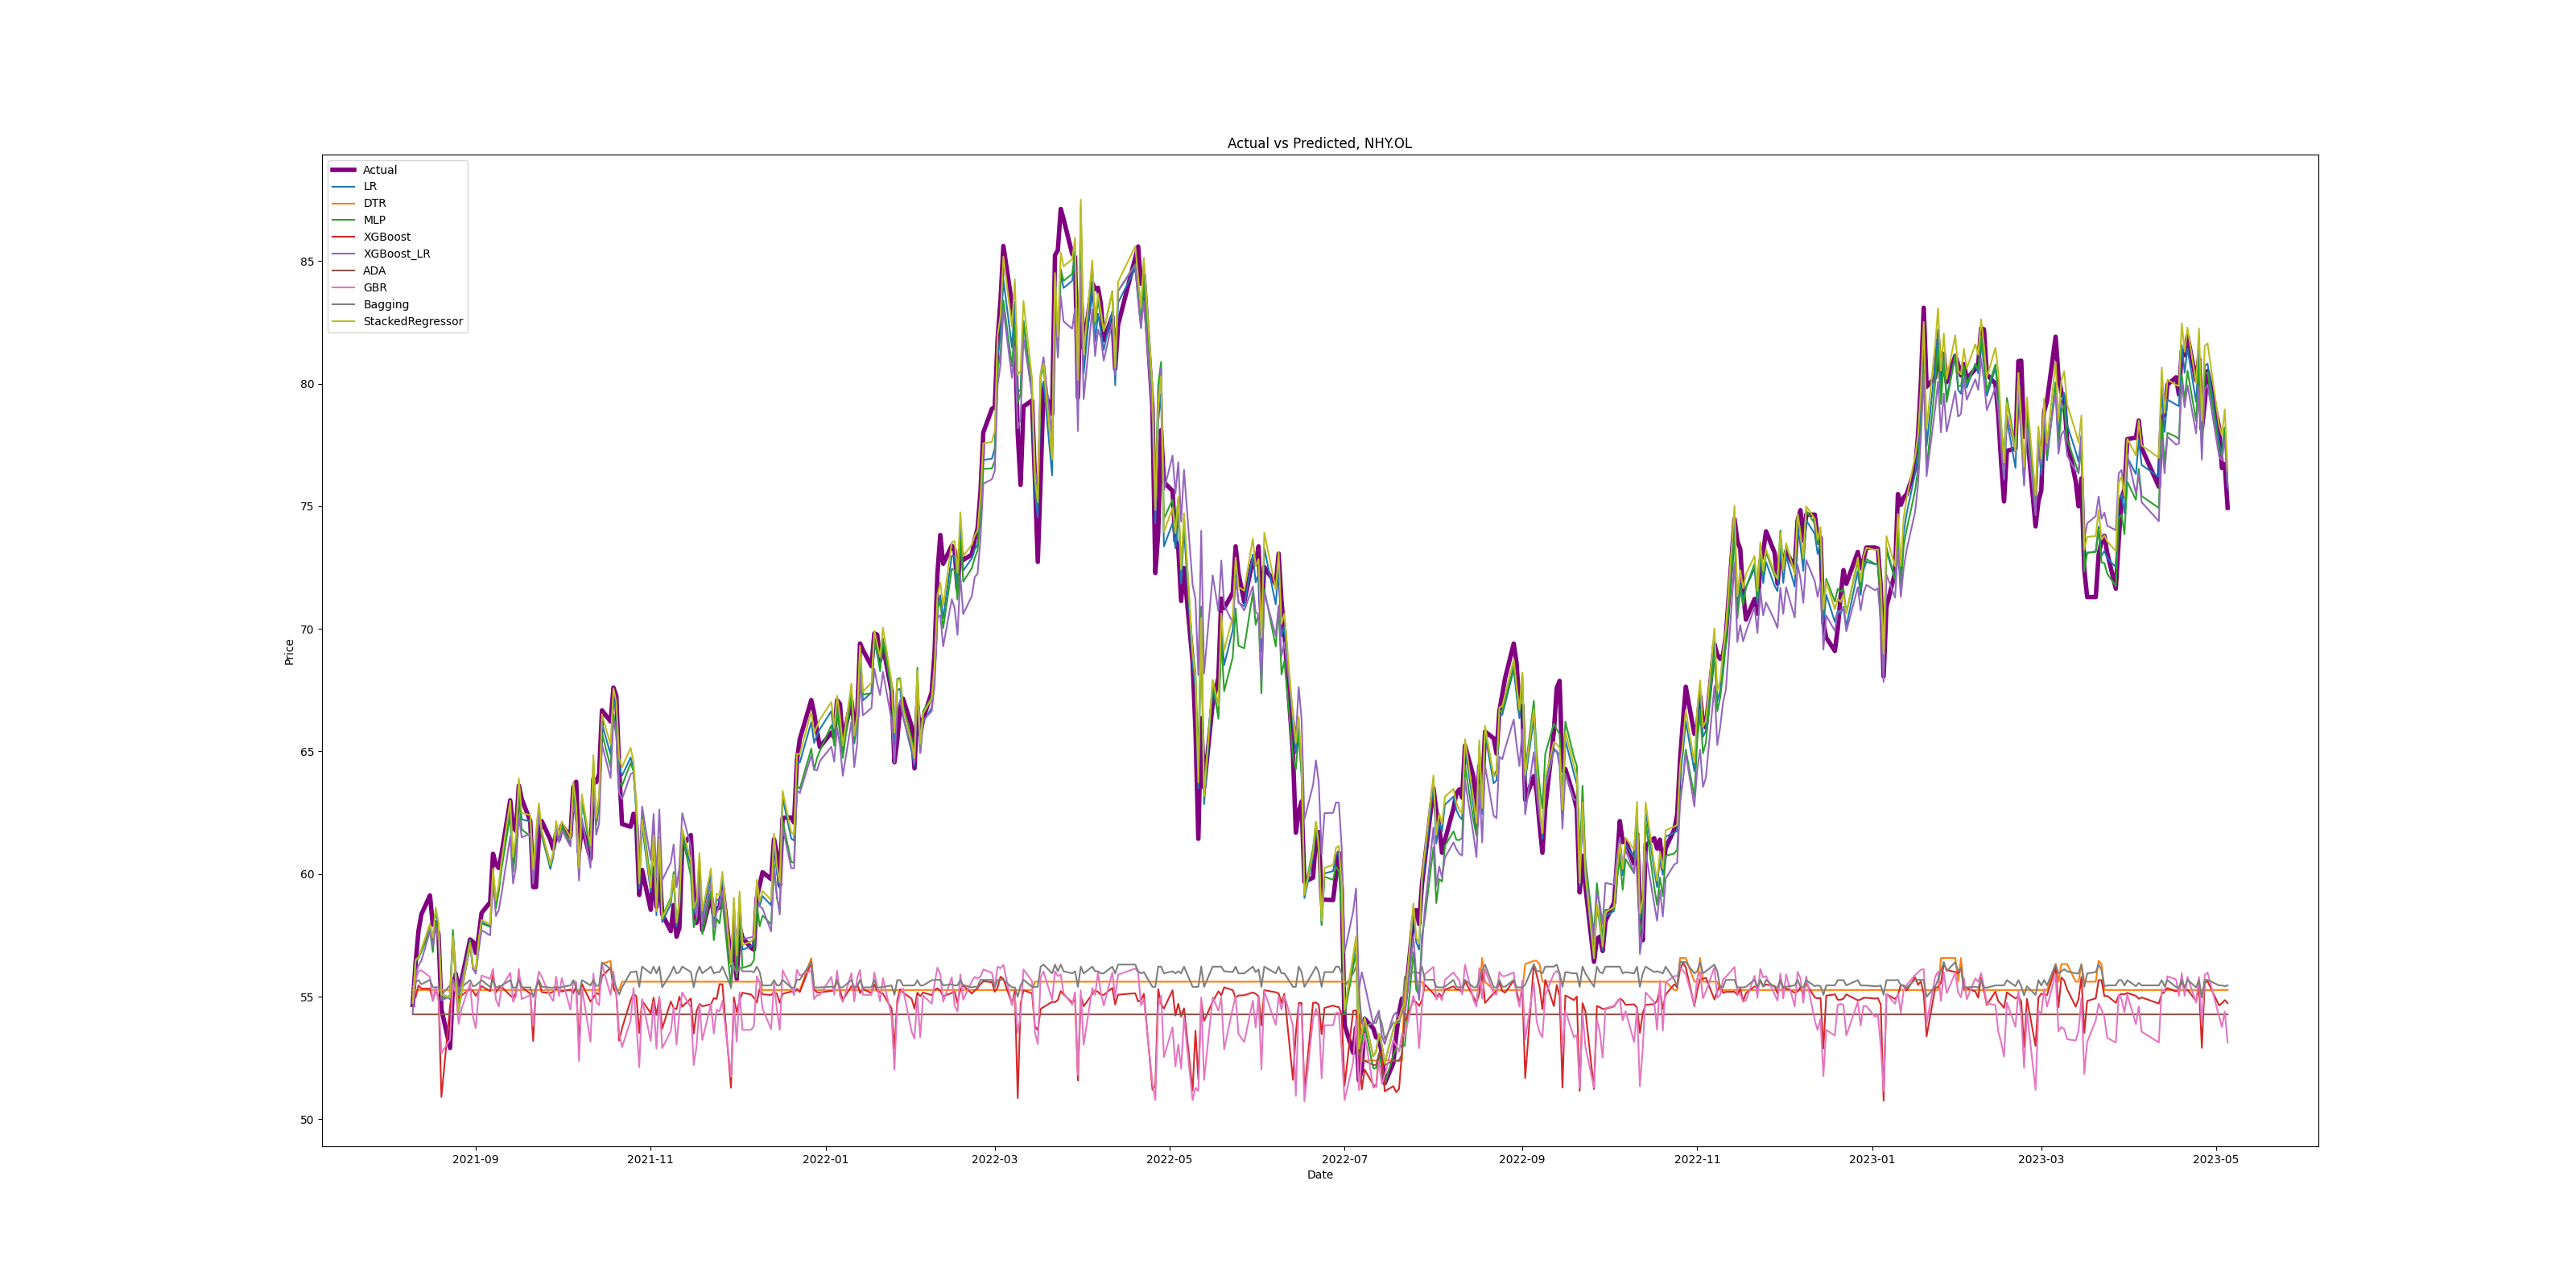 Actual vs Predicted, NHY.OL
Actual
LR
DTR
MLP
XGBoost
XGBoost_LR
ADA
GBR
Bagging
StackedRegressor
Price
85
80
75
70
65
60
55
50
2021-09 2021-11 2022-01 2022-03 2022-05 2022-07 2022-09 2022-11 2023-01 2023-03 2023-05
Date